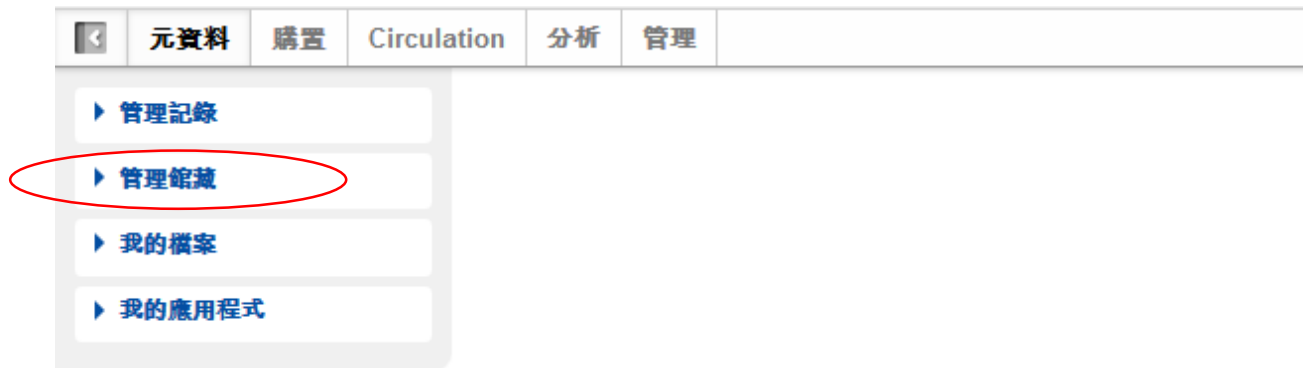 元資料 購置 Circulation 分析 管理
管理記錄
管理館藏
我的檔案
我的應用程式